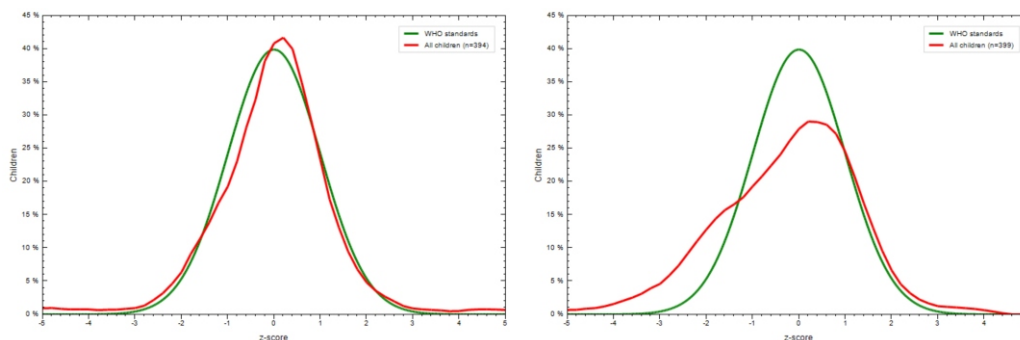 45 %
40 %
35 %
30 %
25 %
20 %
15 %
10 %
5 %
0 %
Children
-5 -4 -3 -2 -1 0 1 2 3 4 5
z-score
WHO standards
All children (n=394)
45 %
40 %
35 %
30 %
25 %
20 %
15 %
10 %
5 %
0 %
Children
-5 -4 -3 -2 -1 0 1 2 3 4
z-score
WHO standards
All children (n=399)